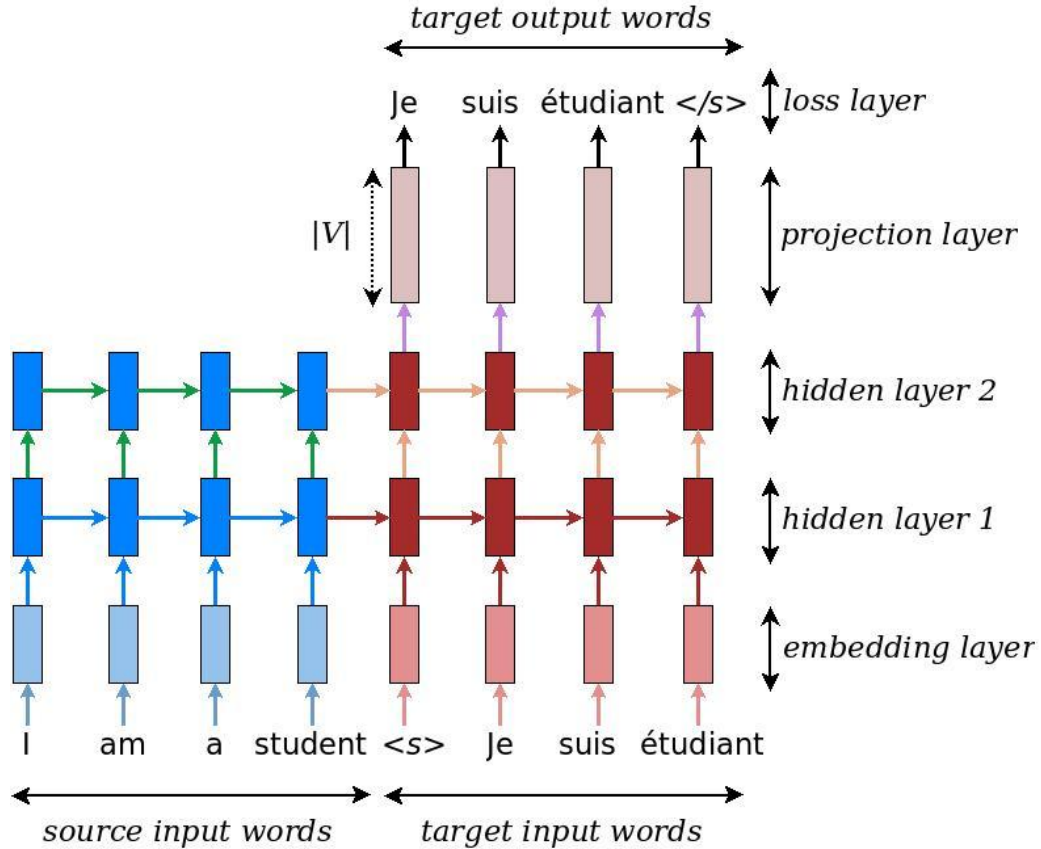 target output words
Je suis étudiant </s> loss layer
|V| projection layer
hidden layer 2
hidden layer 1
embedding layer
I am a student <s> Je suis étudiant
source input words target input words